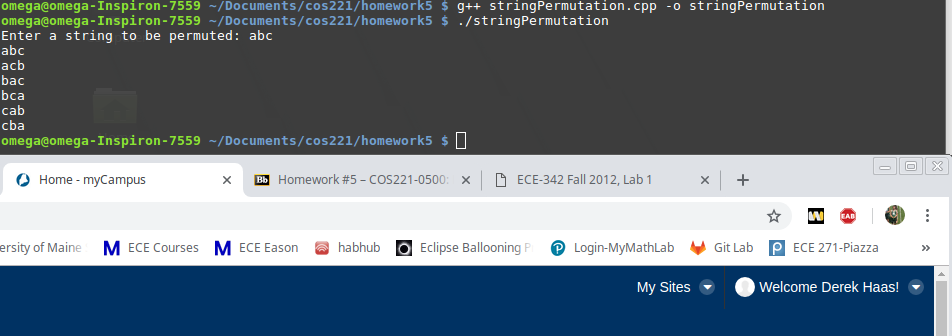 omega@omega-Inspiron-7559 ~/Documents/cos221/homework5 $ g++ stringPermutation.cpp -o stringPermutation
omega@omega-Inspiron-7559 ~/Documents/cos221/homework5 $ ./stringPermutation
Enter a string to be permuted: abc
abc
acb
bac
bca
cab
cba
omega@omega-Inspiron-7559 ~/Documents/cos221/homework5 $
Home - myCampus Bb Homework #5 – COS221-0500: ECE-342 Fall 2012, Lab 1
W EAB
ersity of Maine M ECE Courses M ECE Eason habhub Eclipse Ballooning P Login-MyMathLab Git Lab p ECE 271-Piazza »
My Sites Welcome Derek Haas!